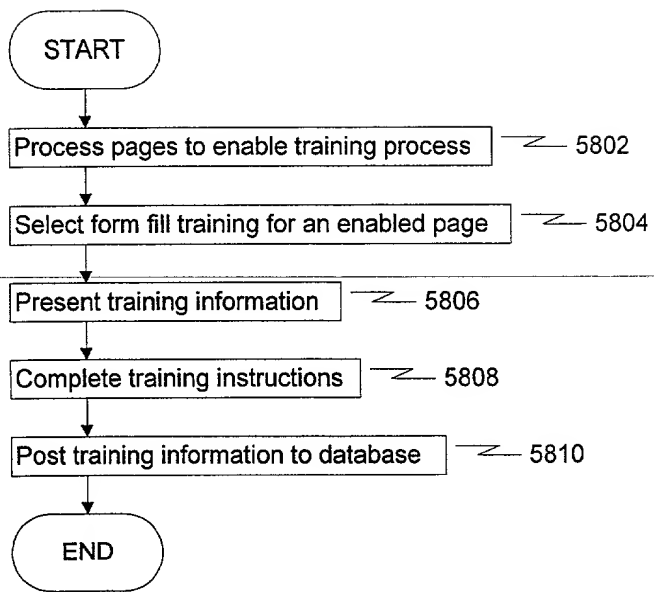 START
Process pages to enable training process 5802
Select form fill training for an enabled page 5804
Present training information 5806
Complete training instructions 5808
Post training information to database 5810
END